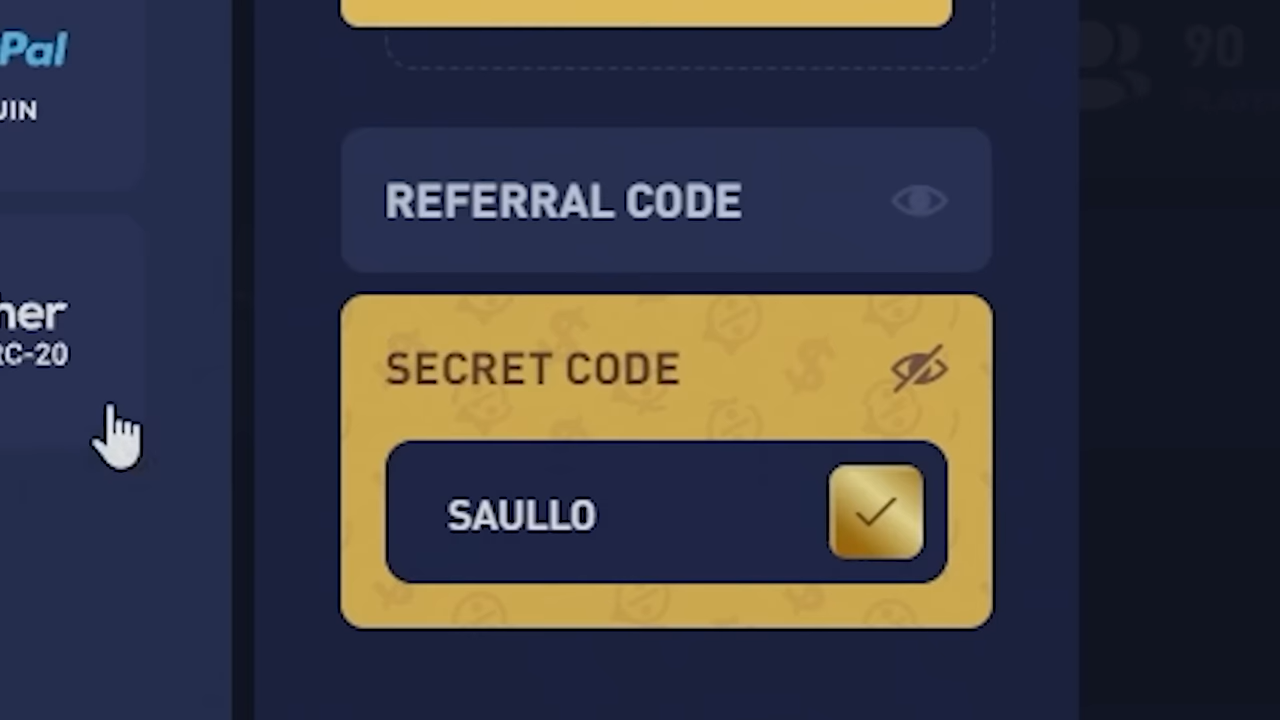 Pal
UIN
her
RC-20
REFERRAL CODE
SECRET CODE
SAULLO
90